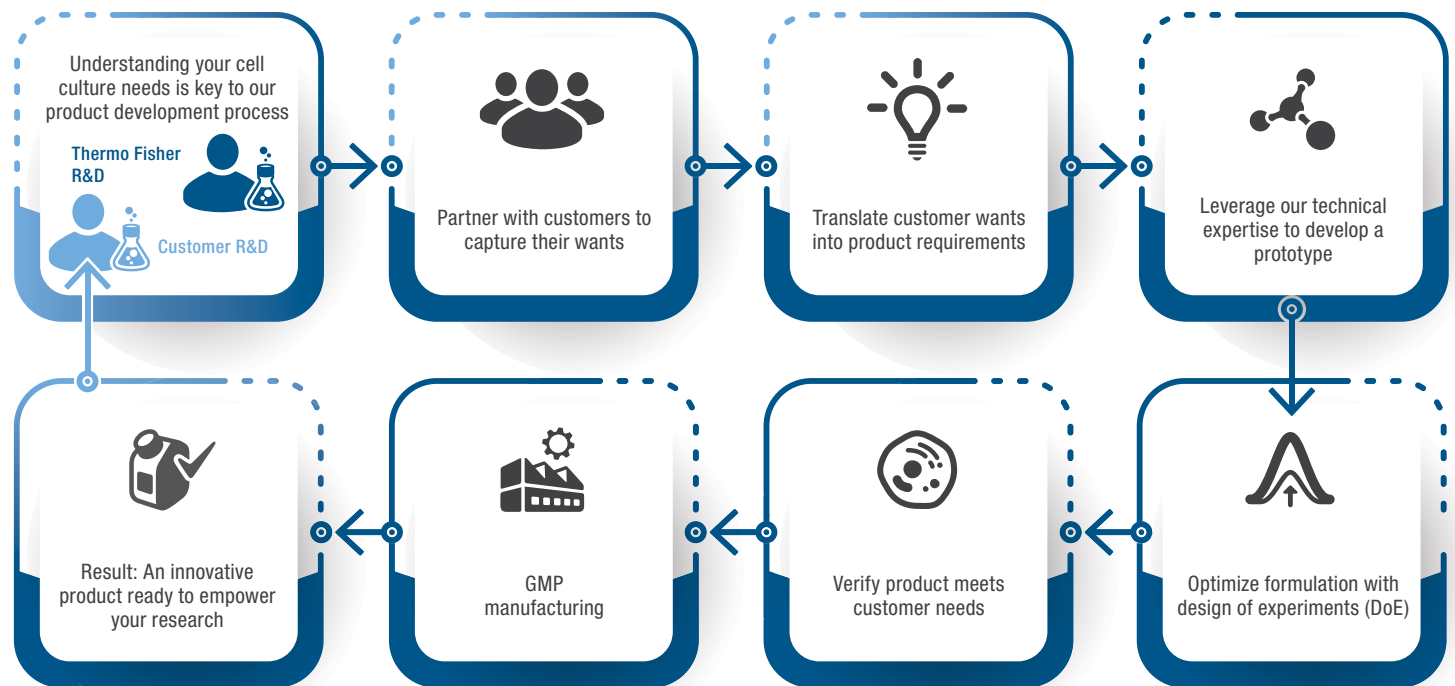 Understanding your cell
culture needs is key to our
product development process
Thermo Fisher
R&D
Customer R&D
Partner with customers to
capture their wants
Translate customer wants
into product requirements
Leverage our technical
expertise to develop a
prototype
Optimize formulation with
design of experiments (DoE)
Verify product meets
customer needs
GMP
manufacturing
Result: An innovative
product ready to empower
your research